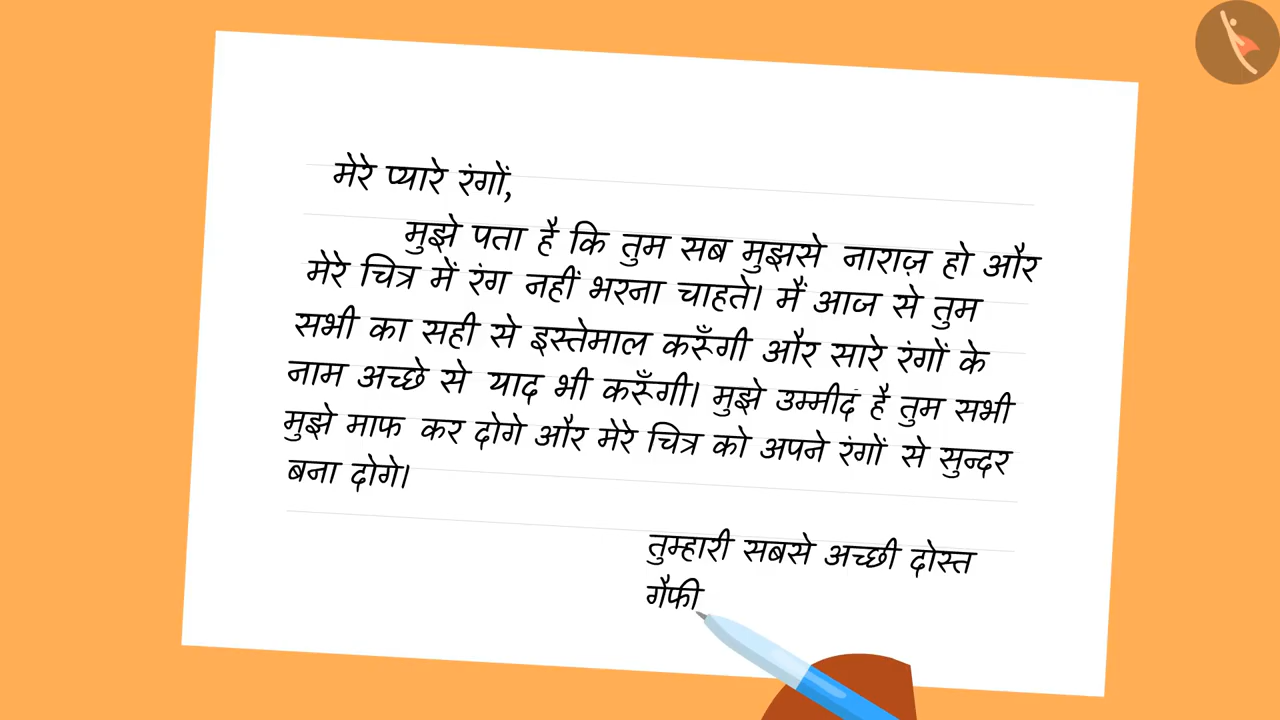 मेरे प्यारे रंगों,
मुझे पता है कि तुम सब मुझसे नाराज़ हो और
मेरे चित्र में रंग नहीं भरना चाहते। मैं आज से तुम
सभी का सही से इस्तेमाल करूँगी और सारे रंगों के
नाम अच्छे से याद भी करूँगी। मुझे उम्मीद है तुम सभी
मुझे माफ कर दोगे और मेरे चित्र को अपने रंगों से सुन्दर
बना दोगे।
तुम्हारी सबसे अच्छी दोस्त
गैफी